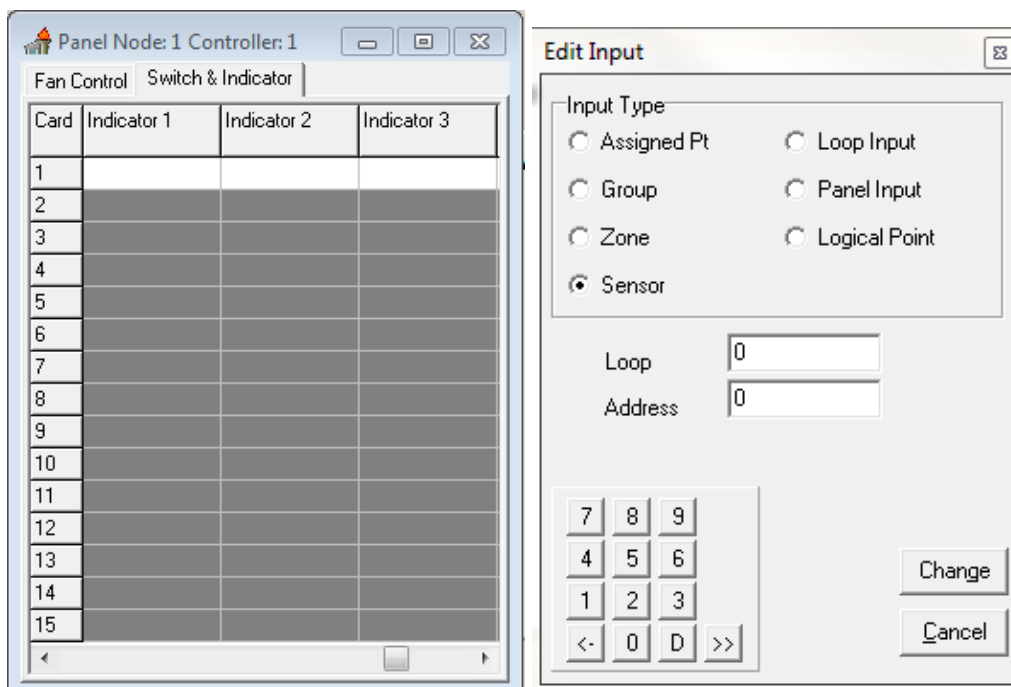 Panel Node: 1 Controller: 1
Fan Control Switch & Indicator
Card Indicator 1 Indicator 2 Indicator 3
1
2
3
4
5
6
7
8
9
10
11
12
13
14
15
Edit Input
Input Type
Assigned Pt Loop Input
Group Panel Input
Zone Logical Point
Sensor
Loop 0
Address 0
7 8 9
4 5 6
1 2 3
<- 0 D >>
Change
Cancel